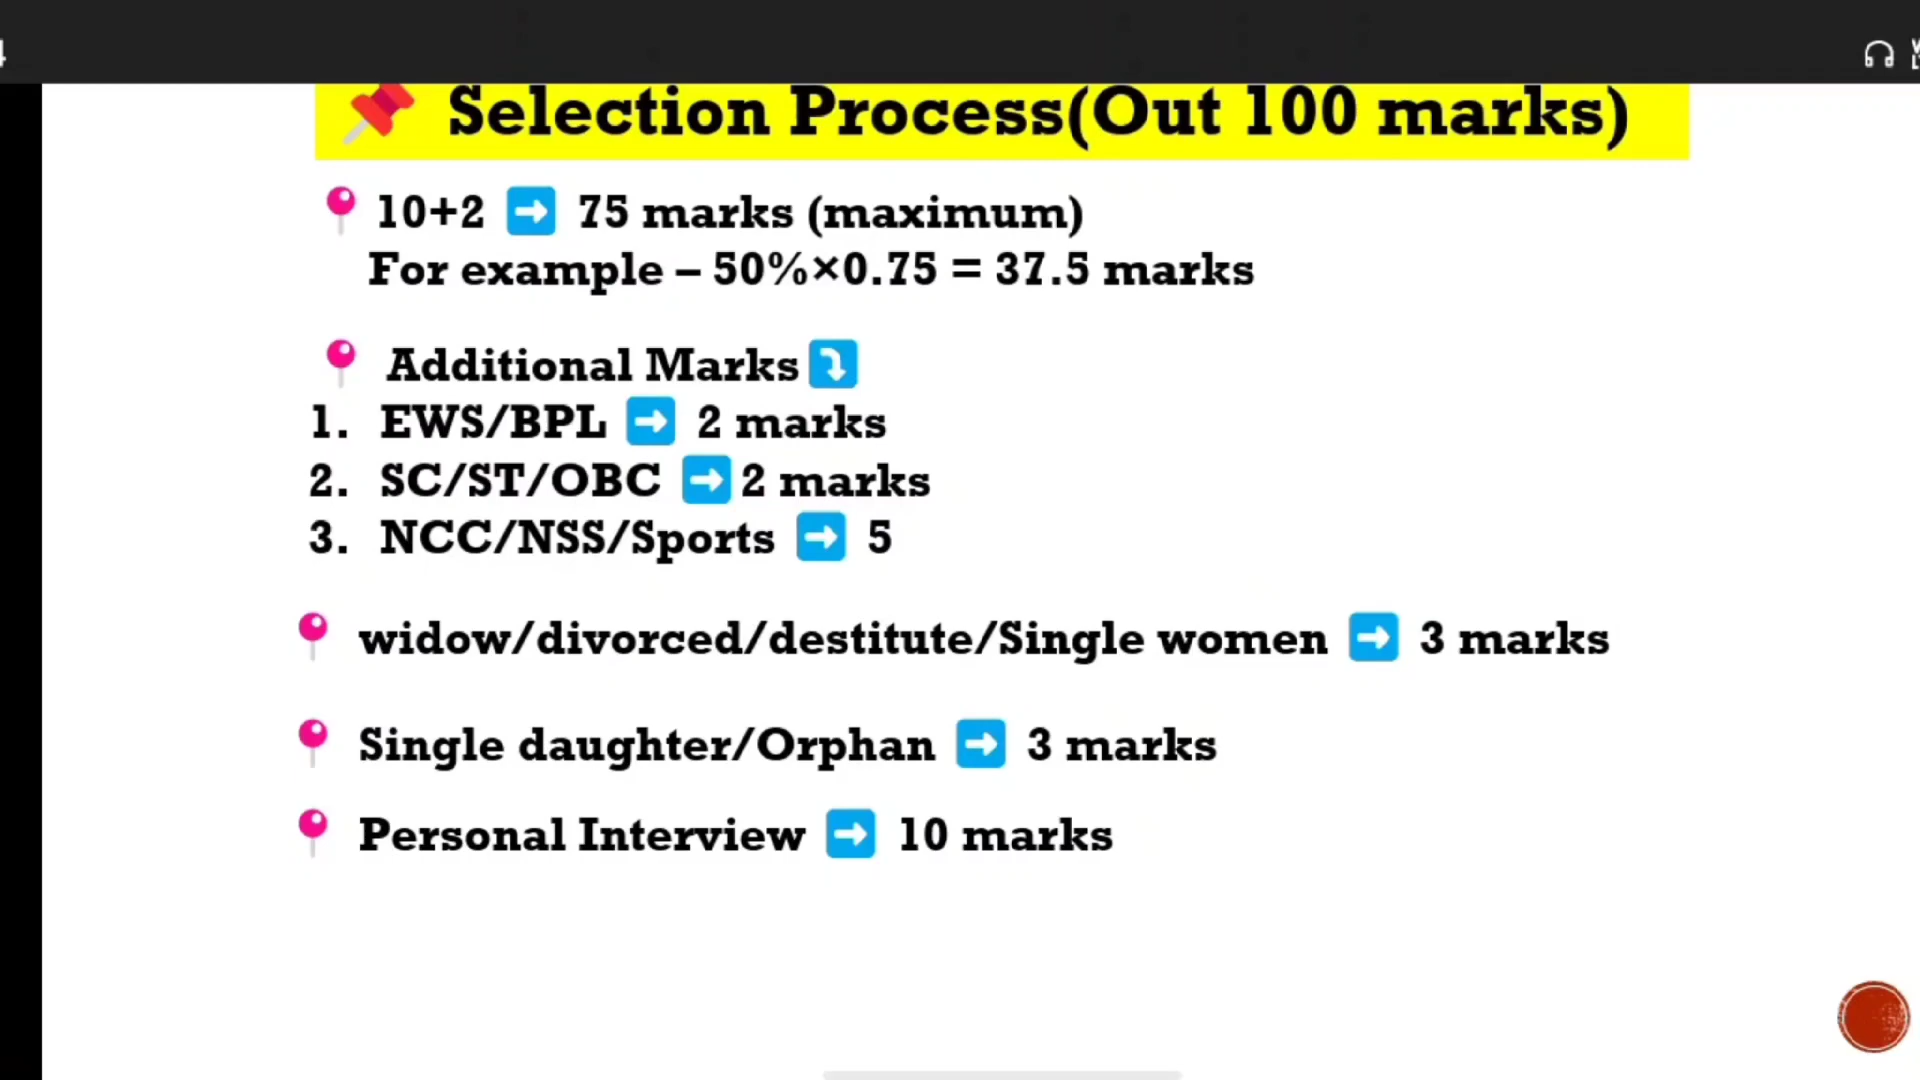 Selection Process(Out 100 marks)
10+2 ➡ 75 marks (maximum)
For example – 50%×0.75 = 37.5 marks
Additional Marks⤵
1. EWS/BPL ➡ 2 marks
2. SC/ST/OBC ➡ 2 marks
3. NCC/NSS/Sports ➡ 5
widow/divorced/destitute/Single women ➡ 3 marks
Single daughter/Orphan ➡ 3 marks
Personal Interview ➡ 10 marks